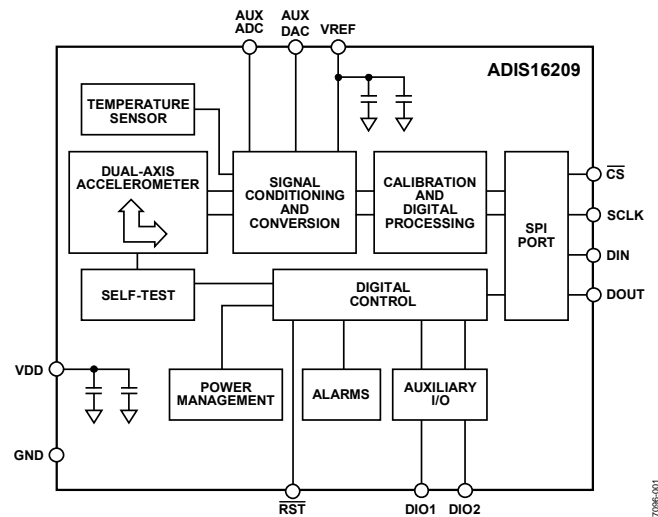 AUX
ADC
AUX
DAC
VREF
ADIS16209
TEMPERATURE
SENSOR
DUAL-AXIS
ACCELEROMETER
SIGNAL
CONDITIONING
AND
CONVERSION
CALIBRATION
AND
DIGITAL
PROCESSING
SPI
PORT
CS
SCLK
DIN
DOUT
SELF-TEST
DIGITAL
CONTROL
VDD
POWER
MANAGEMENT
ALARMS
AUXILIARY
I/O
GND
RST
DIO1
DIO2
7096-001